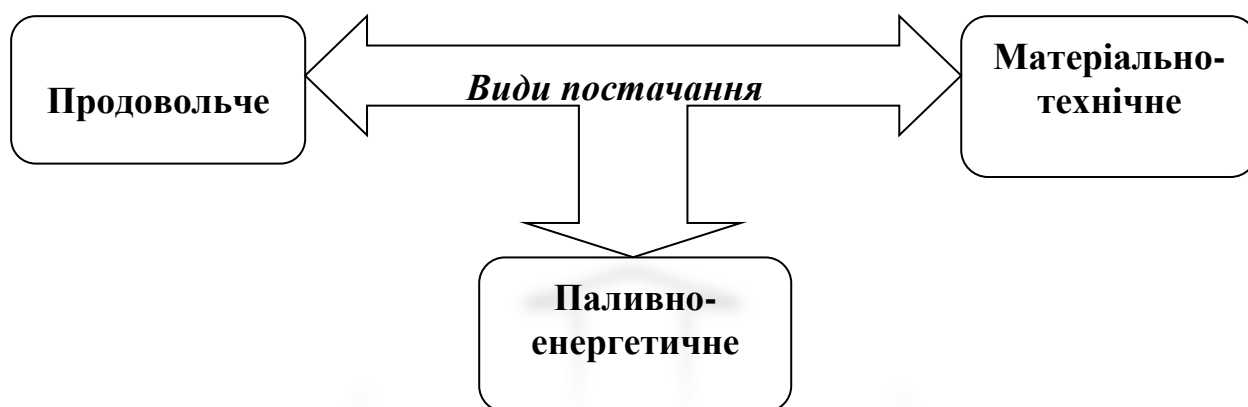 Продовольче
Види постачання
Матеріально-
технічне
Паливно-
енергетичне